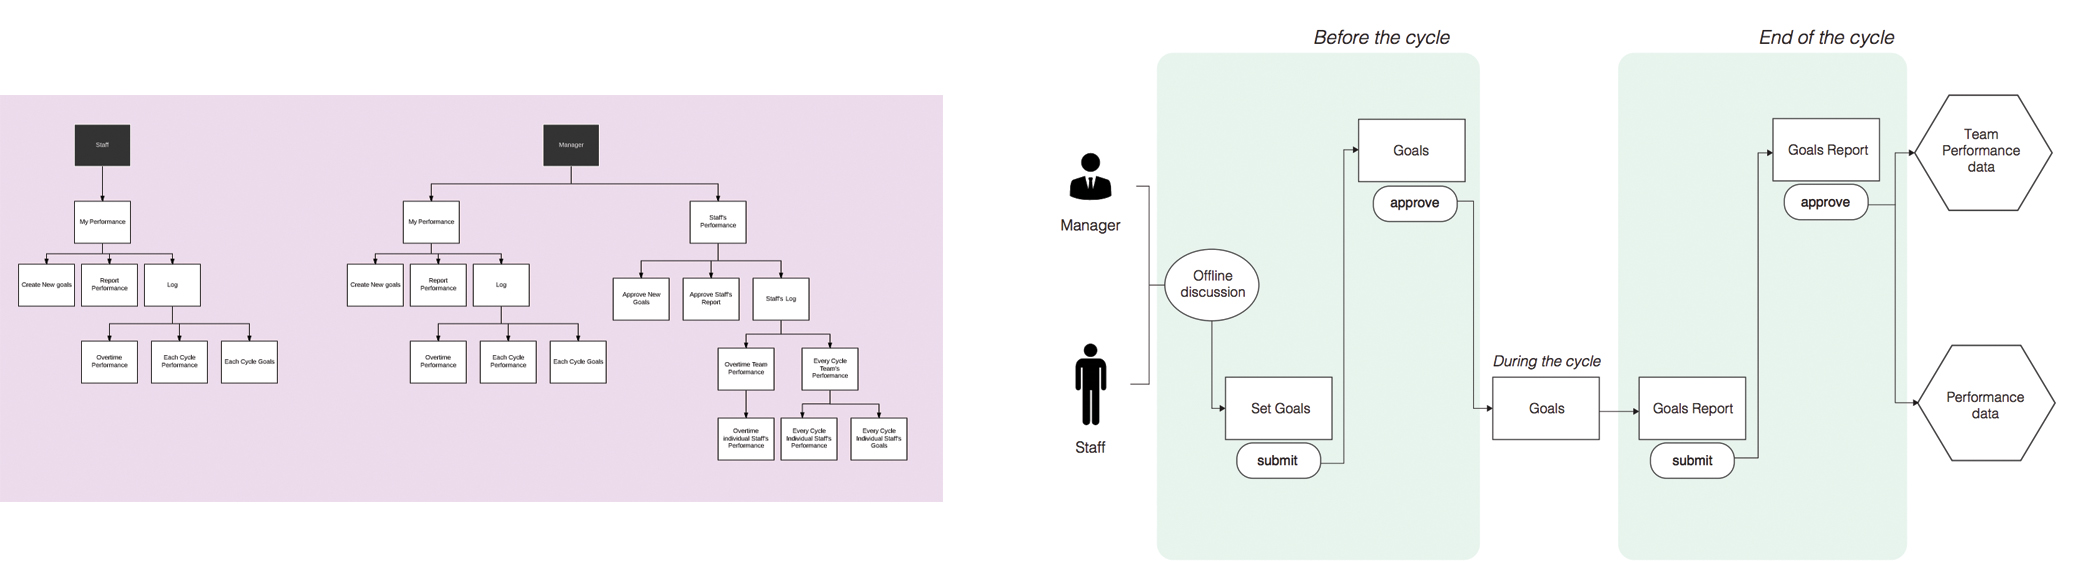 Staff
My Performance
Create New goals
Report
Performance
Log
Overtime
Performance
Each Cycle
Performance
Each Cycle Goals
Manager
My Performance
Create New goals
Report
Performance
Log
Overtime
Performance
Each Cycle
Performance
Each Cycle Goals
Staff's
Performance
Approve New
Goals
Approve Staff's
Report
Staff's Log
Overtime Team
Performance
Every Cycle
Team's
Performance
Overtime
individual Staff's
Performance
Every Cycle
Individual Staff's
Performance
Every Cycle
Individual Staff's
Goals
Manager
Staff
Before the cycle
Offline
discussion
Set Goals
submit
Goals
approve
During the cycle
Goals
End of the cycle
Goals Report
submit
Goals Report
approve
Team
Performance
data
Performance
data